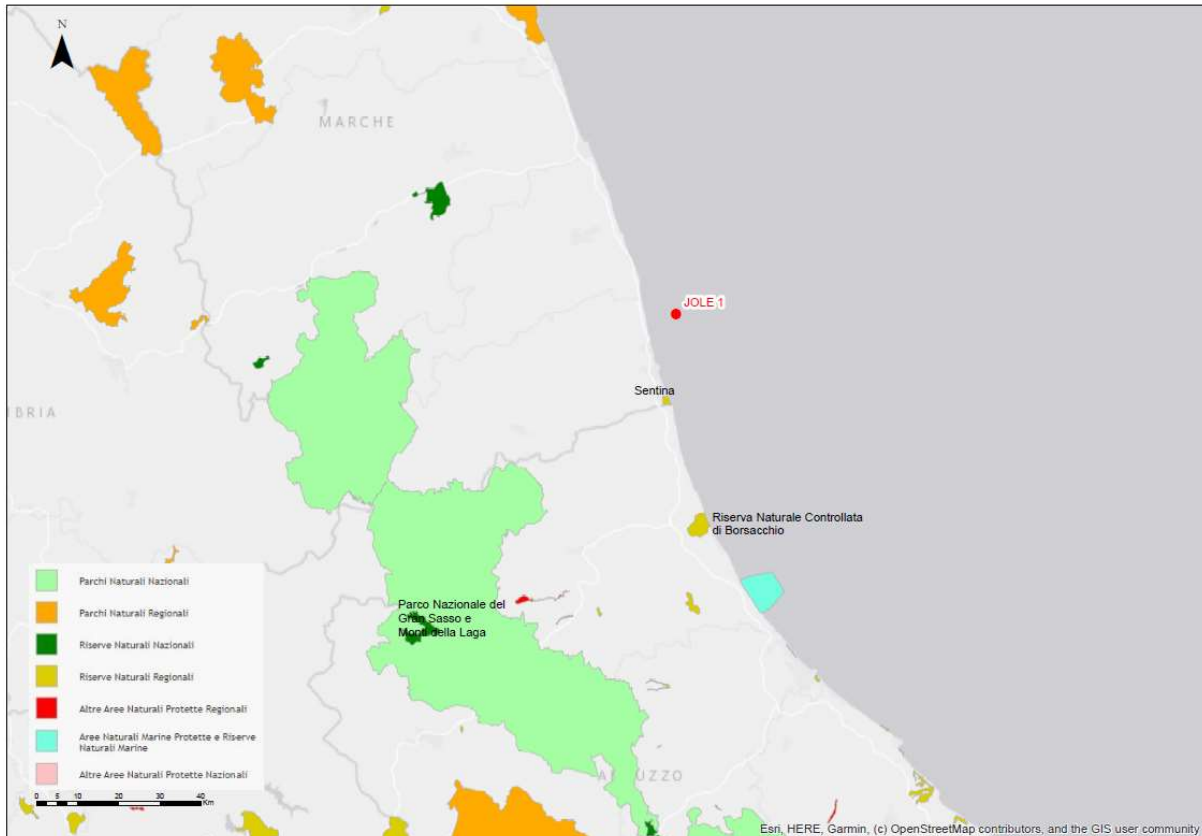 N
MARCHE
JOLE 1
Sentina
IBRIA
Riserva Naturale Controllata
di Borsacchio
Parco Nazionale del
Gran Sasso e
Monti della Laga
Parchi Naturali Nazionali
Parchi Naturali Regionali
Riserve Naturali Nazionali
Riserve Naturali Regionali
Altre Aree Naturali Protette Regionali
Aree Naturali Marine Protette e Riserve
Naturali Marine
Altre Aree Naturali Protette Nazionali
0 5 10 20 30 40
Km
Esri, HERE, Garmin, (c) OpenStreetMap contributors, and the GIS user community